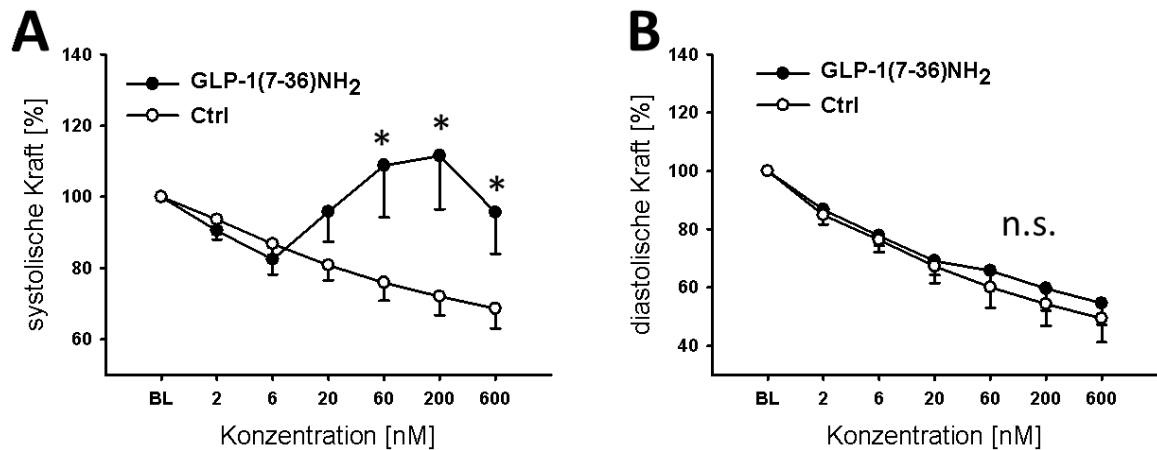 A
systolische Kraft [%]
140
120
100
80
60
GLP-1(7-36)NH₂
Ctrl
*
*
*
BL 2 6 20 60 200 600
Konzentration [nM]
B
diastolische Kraft [%]
140
120
100
80
60
40
GLP-1(7-36)NH₂
Ctrl
n.s.
BL 2 6 20 60 200 600
Konzentration [nM]